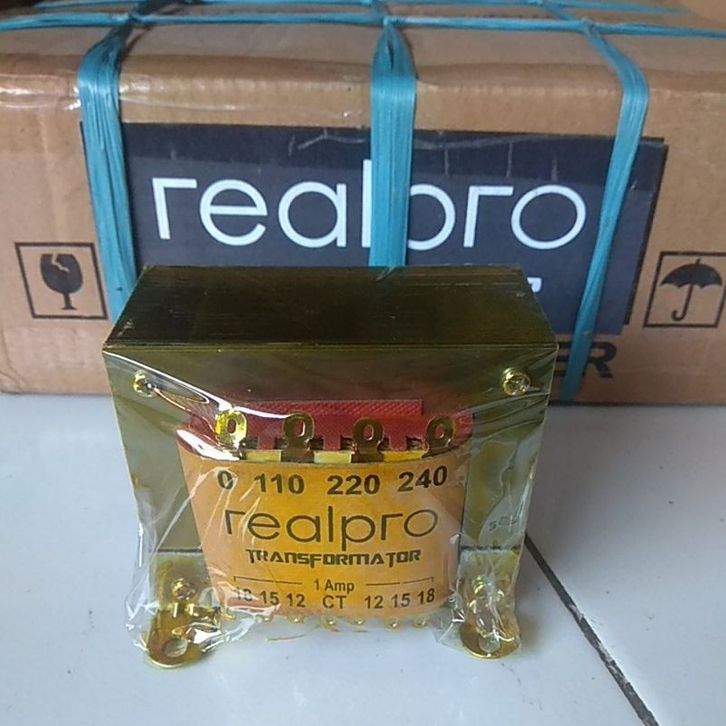 realpro
0 110 220 240
realpro
TRANSFORMATOR
1 Amp
18 15 12 CT 12 15 18